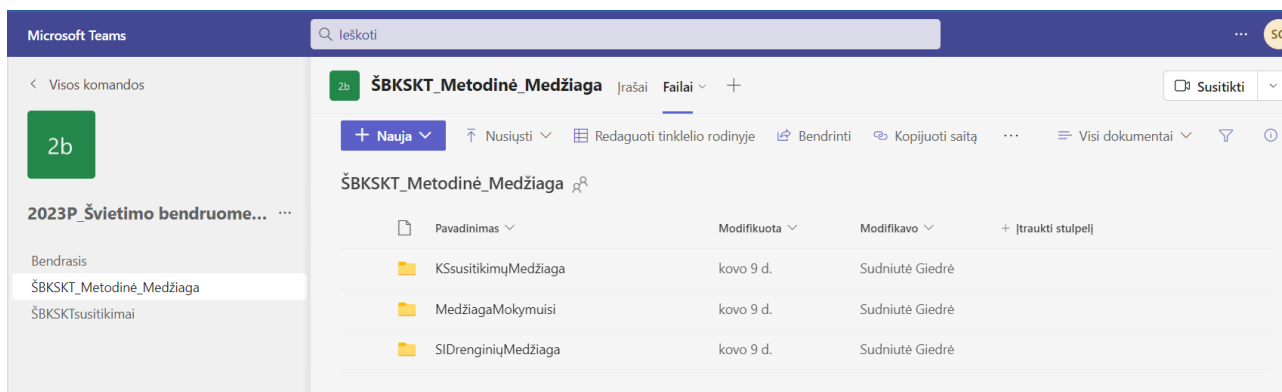 Microsoft Teams
Ieškoti
Visos komandos
2b
2023P_Švietimo bendruome...
Bendrasis
ŠBKSKT_Metodinė_Medžiaga
ŠBKSKTsusitikimai
2b ŠBKSKT_Metodinė_Medžiaga Įrašai Failai Susitikti
Nauja Nusiųsti Redaguoti tinklelio rodinyje Bendrinti Kopijuoti saitą ... Visi dokumentai
ŠBKSKT_Metodinė_Medžiaga
Pavadinimas Modifikuota Modifikavo + Įtraukti stulpelį
KSsusitikimųMedžiaga kovo 9 d. Sudniutė Giedrė
MedžiagaMokymuisi kovo 9 d. Sudniutė Giedrė
SIDrenginiųMedžiaga kovo 9 d. Sudniutė Giedrė